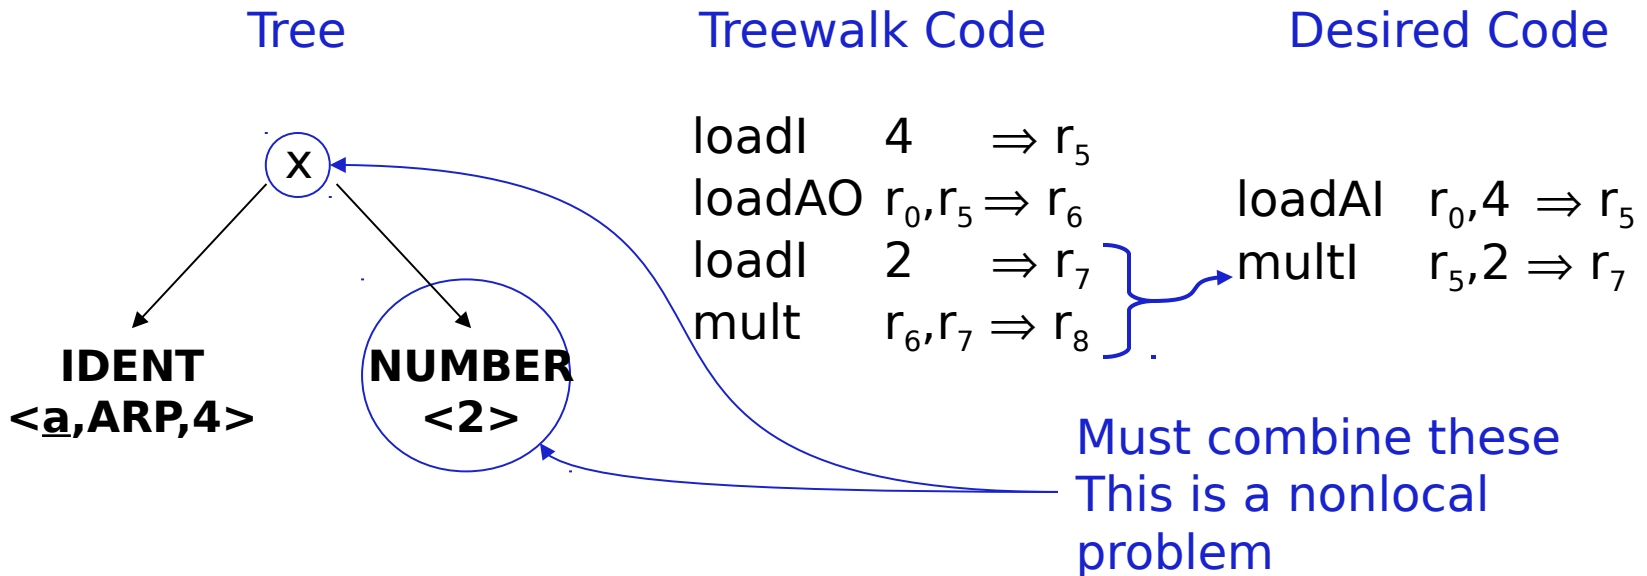 Tree Treewalk Code Desired Code
x
IDENT
<a,ARP,4>
NUMBER
<2>
loadI 4 ⇒ r5
loadAO r0,r5 ⇒ r6
loadI 2 ⇒ r7
mult r6,r7 ⇒ r8
loadAI r0,4 ⇒ r5
multI r5,2 ⇒ r7
Must combine these
This is a nonlocal
problem